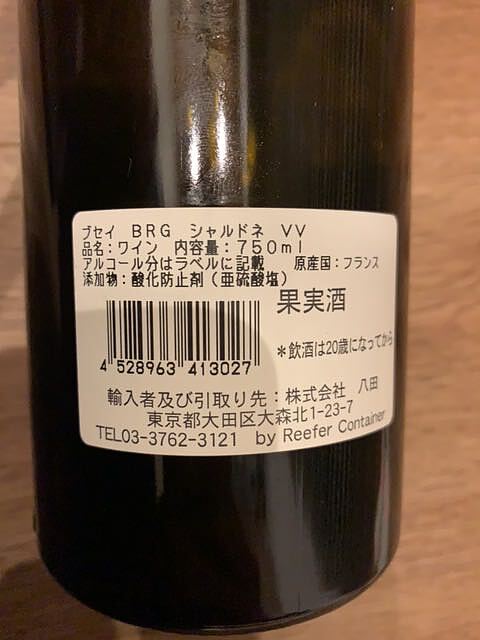 ブセイ　ＢＲＧ　シャルドネ　ＶＶ
品名：ワイン　内容量：７５０ｍｌ
アルコール分はラベルに記載　　原産国：フランス
添加物：酸化防止剤（亜硫酸塩）
果実酒
4 528963 413027
＊飲酒は20歳になってから
輸入者及び引取り先：株式会社　八田
東京都大田区大森北1-23-7
TEL03-3762-3121　by Reefer Container